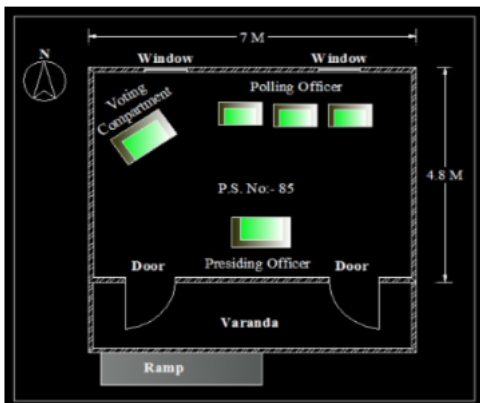 7 M
N
Window Window
Voting
Compartment
Polling Officer
4.8 M
P.S. No:- 85
Door Presiding Officer Door
Varanda
Ramp